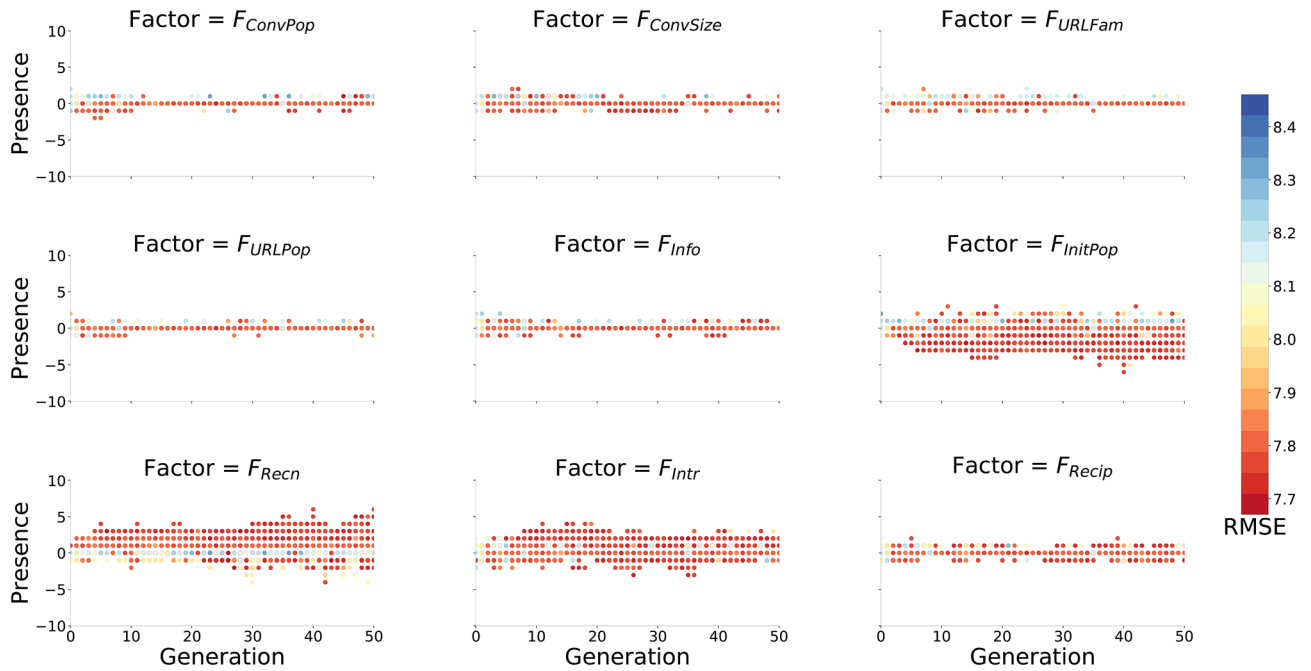 Factor = F_ConvPop
Factor = F_ConvSize
Factor = F_URLFam
Presence
10
5
0
−5
−10
Factor = F_URLPop
Factor = F_Info
Factor = F_InitPop
Presence
10
5
0
−5
−10
Factor = F_Recn
Factor = F_Intr
Factor = F_Recip
Presence
10
5
0
−5
−10
0 10 20 30 40 50
0 10 20 30 40 50
0 10 20 30 40 50
Generation
Generation
Generation
8.4
8.3
8.2
8.1
8.0
7.9
7.8
7.7
RMSE